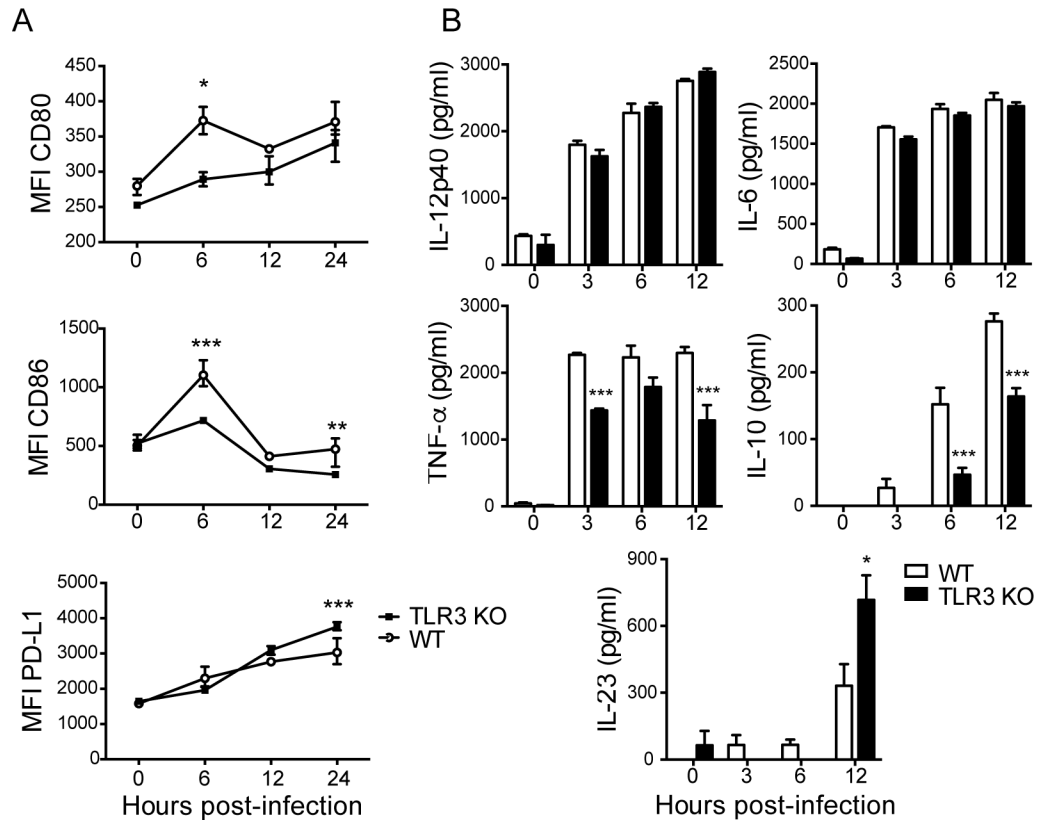 A
B
MFI CD80
450
400
350
300
250
200
*
0 6 12 24
MFI CD86
1500
1000
500
0
***
**
0 6 12 24
MFI PD-L1
5000
4000
3000
2000
1000
0
***
0 6 12 24
Hours post-infection
TLR3 KO
WT
IL-12p40 (pg/ml)
3000
2000
1000
0
0 3 6 12
IL-6 (pg/ml)
2500
2000
1500
1000
500
0
0 3 6 12
TNF-α (pg/ml)
3000
2000
1000
0
***
***
0 3 6 12
IL-10 (pg/ml)
300
200
100
0
***
***
0 3 6 12
IL-23 (pg/ml)
900
600
300
0
*
0 3 6 12
Hours post-infection
WT
TLR3 KO